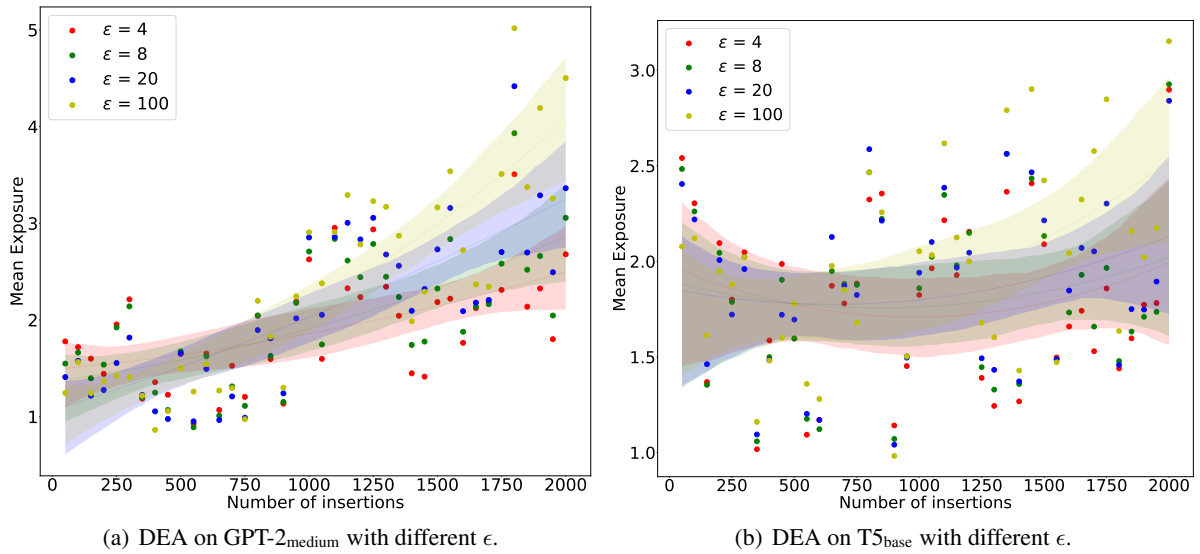 5
4
3
2
1
Mean Exposure
ε = 4
ε = 8
ε = 20
ε = 100
0 250 500 750 1000 1250 1500 1750 2000
Number of insertions
(a) DEA on GPT-2medium with different ϵ.
3.0
2.5
2.0
1.5
1.0
Mean Exposure
ε = 4
ε = 8
ε = 20
ε = 100
0 250 500 750 1000 1250 1500 1750 2000
Number of insertions
(b) DEA on T5base with different ϵ.